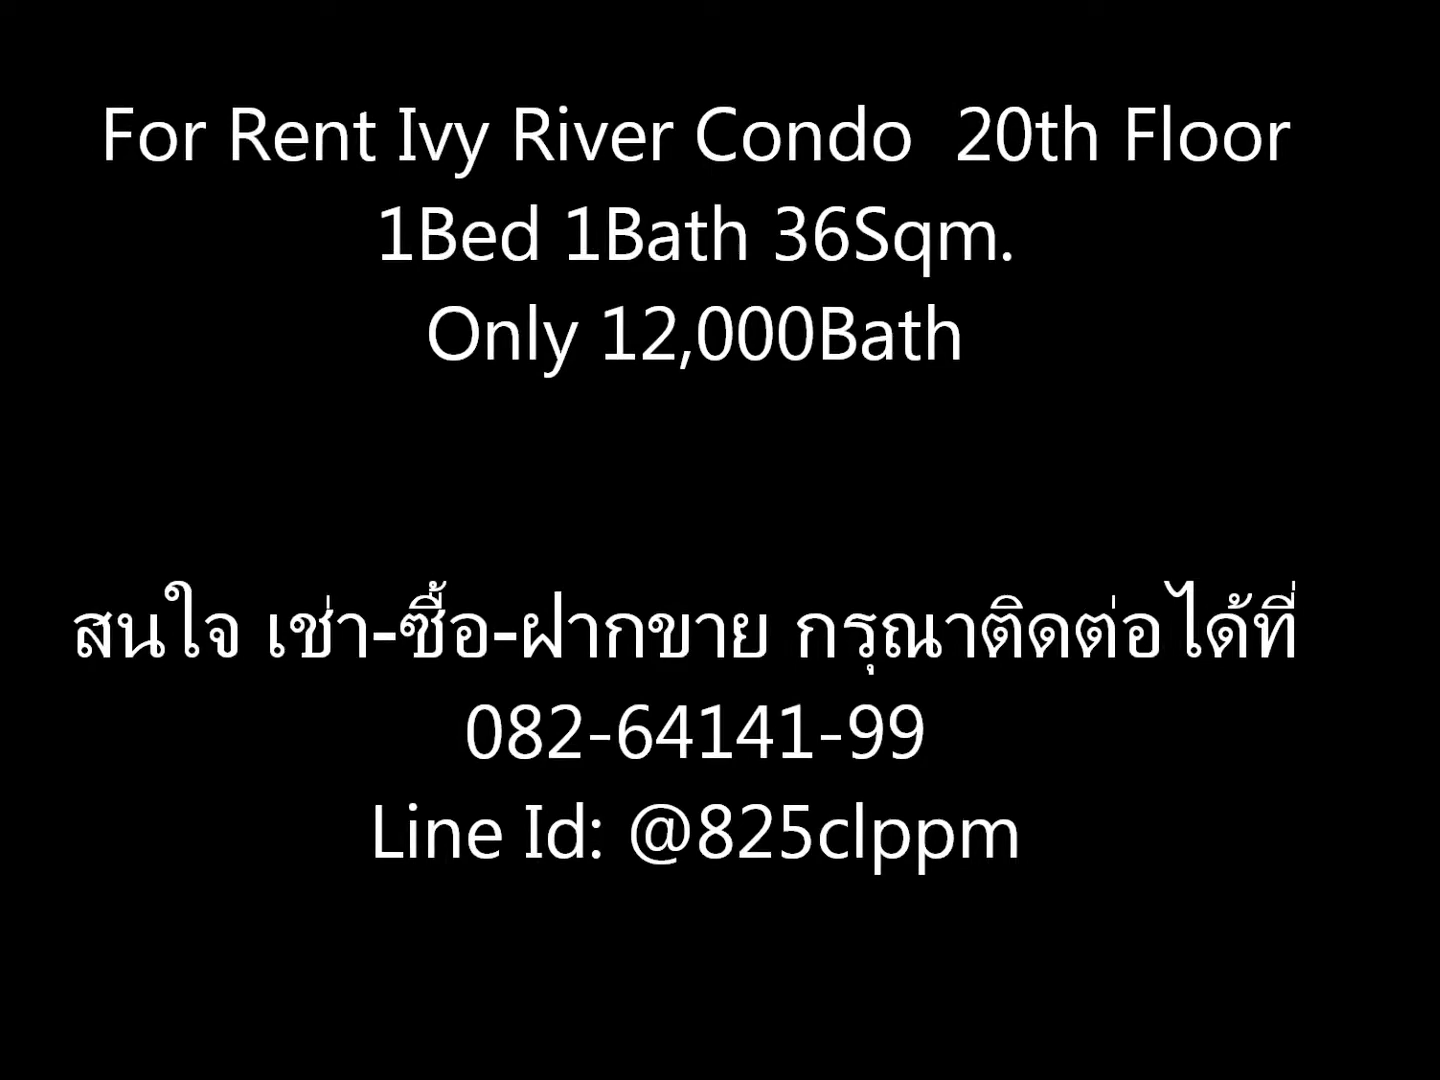 For Rent Ivy River Condo  20th Floor
1Bed 1Bath 36Sqm.
Only 12,000Bath
สนใจ เช่า-ซื้อ-ฝากขาย กรุณาติดต่อได้ที่
082-64141-99
Line Id: @825clppm